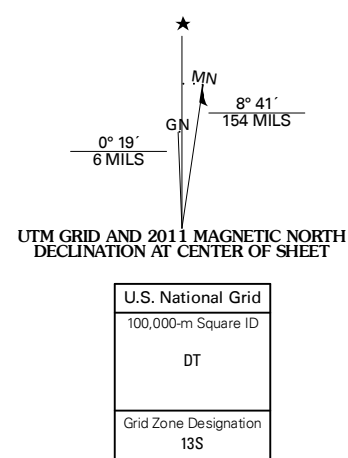 ★
MN
8° 41´
154 MILS
GN
0° 19´
6 MILS
UTM GRID AND 2011 MAGNETIC NORTH
DECLINATION AT CENTER OF SHEET
U.S. National Grid
100,000-m Square ID
DT
Grid Zone Designation
13S